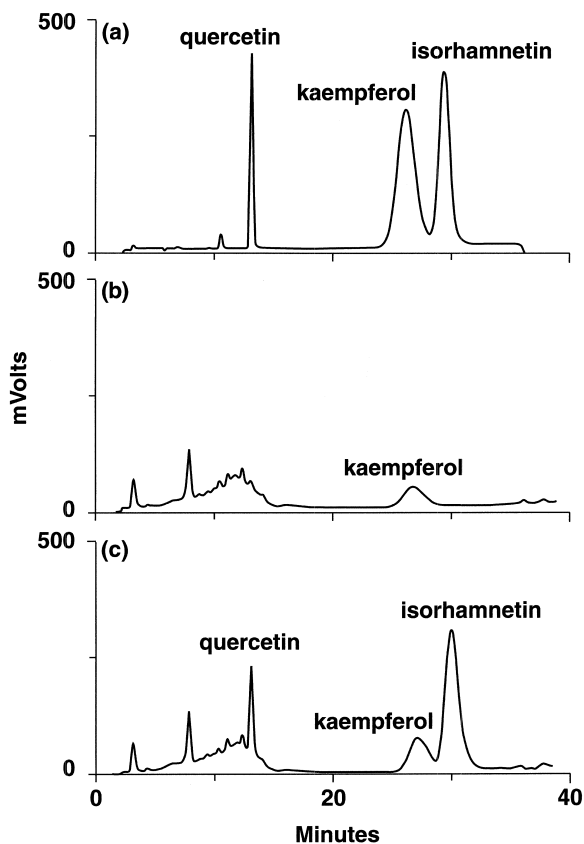 500
(a)
quercetin
isorhamnetin
kaempferol
0
500
(b)
mVolts
kaempferol
0
500
(c)
isorhamnetin
quercetin
kaempferol
0
0 20 40
Minutes